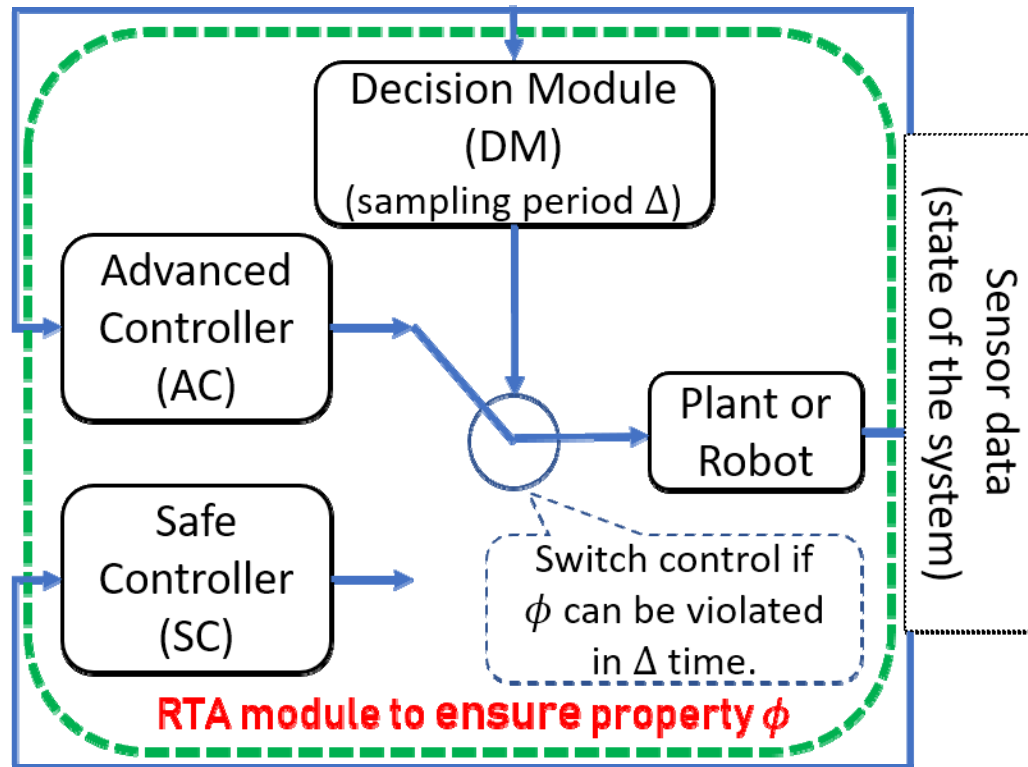 Decision Module
(DM)
(sampling period Δ)
Advanced
Controller
(AC)
Plant or
Robot
Sensor data
(state of the system)
Safe
Controller
(SC)
Switch control if
ϕ can be violated
in Δ time.
RTA module to ensure property ϕ